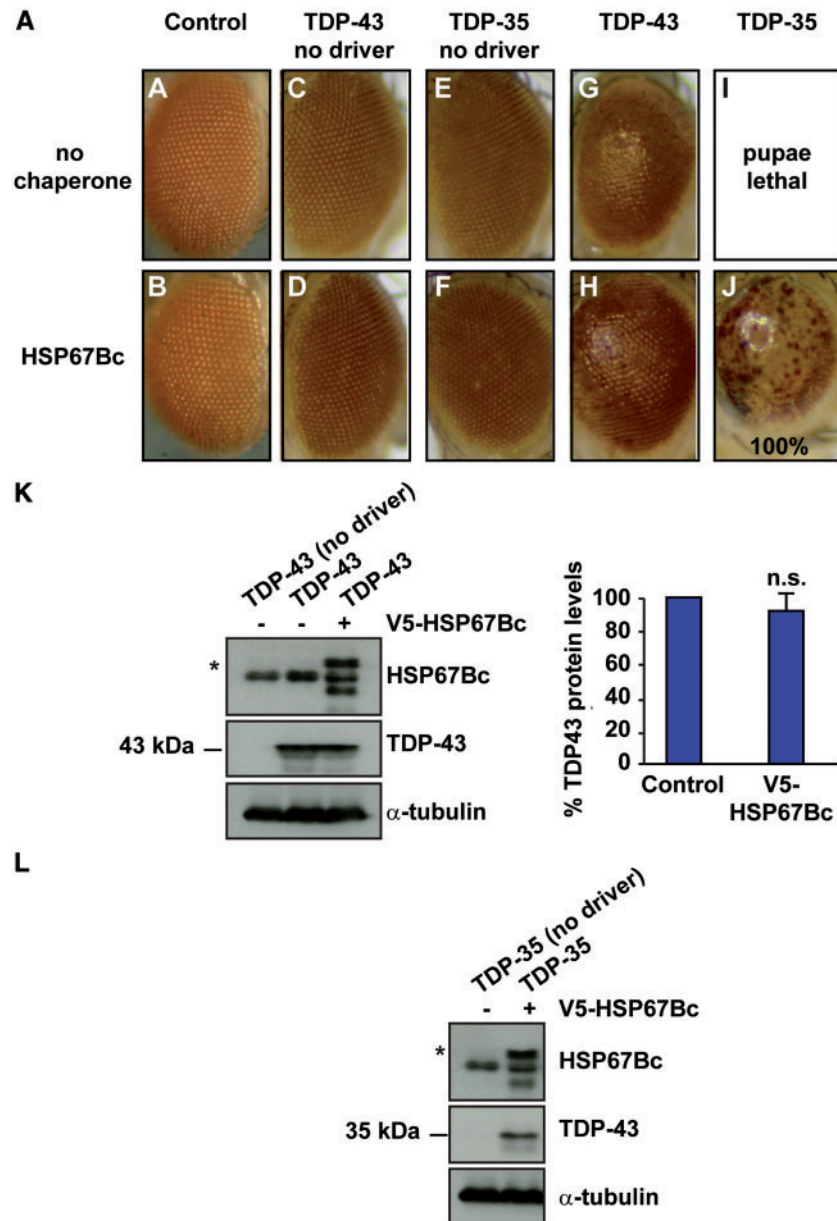 A
Control
TDP-43
no driver
TDP-35
no driver
TDP-43
TDP-35
no
chaperone
A
C
E
G
I
pupae
lethal
HSP67Bc
B
D
F
H
J
100%
K
TDP-43 (no driver)
TDP-43
TDP-43
- - + V5-HSP67Bc
* HSP67Bc
43 kDa TDP-43
α-tubulin
% TDP43 protein levels
100
80
60
40
20
0
n.s.
Control
V5-
HSP67Bc
L
TDP-35 (no driver)
TDP-35
- + V5-HSP67Bc
* HSP67Bc
35 kDa TDP-43
α-tubulin